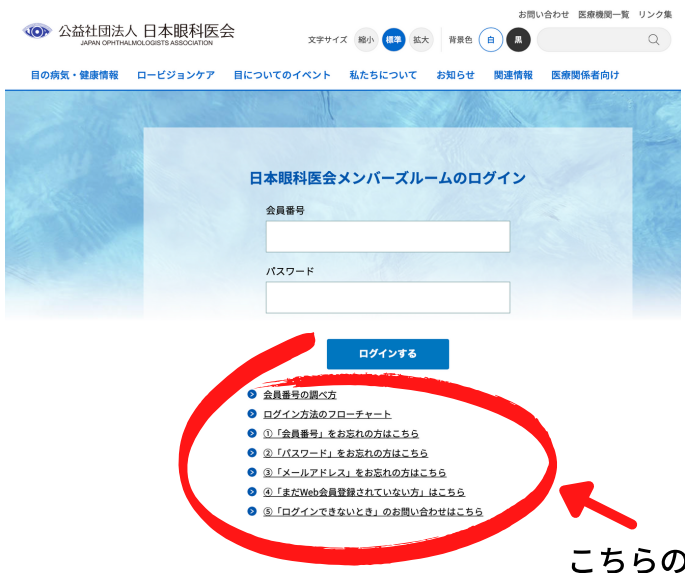 お問い合わせ 医療機関一覧 リンク集
公益社団法人 日本眼科医会
JAPAN OPHTHALMOLOGISTS ASSOCIATION
文字サイズ 縮小 標準 拡大 背景色 白 黒
目の病気・健康情報 ロービジョンケア 目についてのイベント 私たちについて お知らせ 関連情報 医療関係者向け
日本眼科医会メンバーズルームのログイン
会員番号
パスワード
ログインする
会員番号の調べ方
ログイン方法のフローチャート
①「会員番号」をお忘れの方はこちら
②「パスワード」をお忘れの方はこちら
③「メールアドレス」をお忘れの方はこちら
④「まだWeb会員登録されていない方」はこちら
⑤「ログインできないとき」のお問い合わせはこちら
こちらの